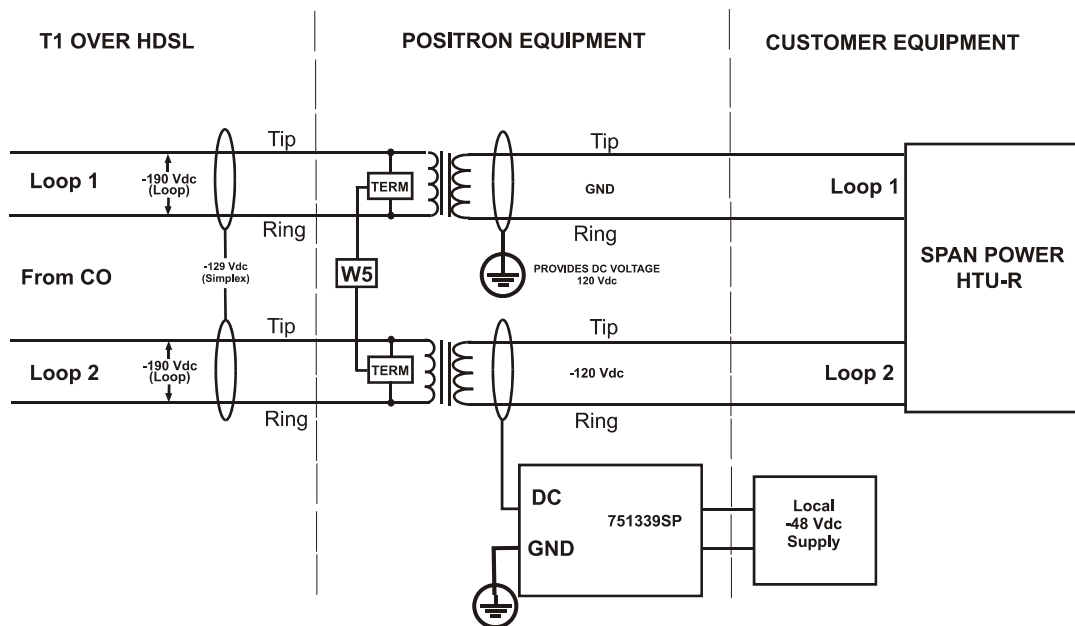 T1 OVER HDSL
POSITRON EQUIPMENT
CUSTOMER EQUIPMENT
Tip
Tip
Loop 1
-190 Vdc
(Loop)
TERM
GND
Loop 1
Ring
Ring
From CO
-129 Vdc
(Simplex)
W5
PROVIDES DC VOLTAGE
120 Vdc
SPAN POWER
HTU-R
Tip
Tip
Loop 2
-190 Vdc
(Loop)
TERM
-120 Vdc
Loop 2
Ring
Ring
DC
751339SP
GND
Local
-48 Vdc
Supply